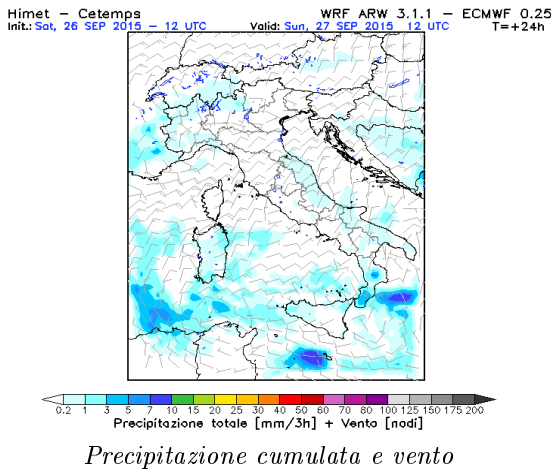 Himet – Cetemps WRF ARW 3.1.1 – ECMWF 0.25
Init.: Sat, 26 SEP 2015 – 12 UTC Valid: Sun, 27 SEP 2015 12 UTC T=+24h
0.2 1 3 5 7 10 15 20 25 30 40 50 60 70 80 100 125 150 175 200
Precipitazione totale [mm/3h] + Vento [nodi]
Precipitazione cumulata e vento